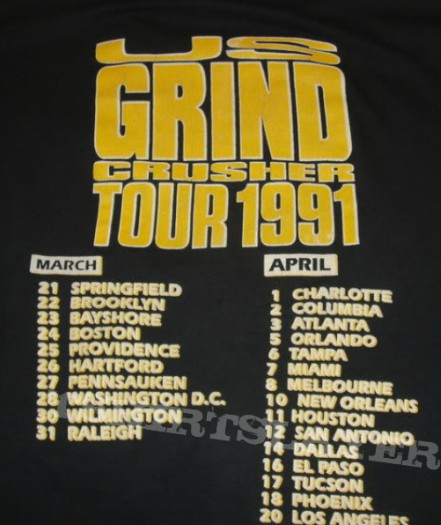 US
GRIND
CRUSHER
TOUR 1991
MARCH
21 SPRINGFIELD
22 BROOKLYN
23 BAYSHORE
24 BOSTON
25 PROVIDENCE
26 HARTFORD
27 PENNSAUKEN
28 WASHINGTON D.C.
30 WILMINGTON
31 RALEIGH
APRIL
1 CHARLOTTE
2 COLUMBIA
3 ATLANTA
5 ORLANDO
6 TAMPA
7 MIAMI
8 MELBOURNE
10 NEW ORLEANS
11 HOUSTON
12 SAN ANTONIO
14 DALLAS
16 EL PASO
17 TUCSON
18 PHOENIX
20 LOS ANGELES
TSHIRTSLAYER